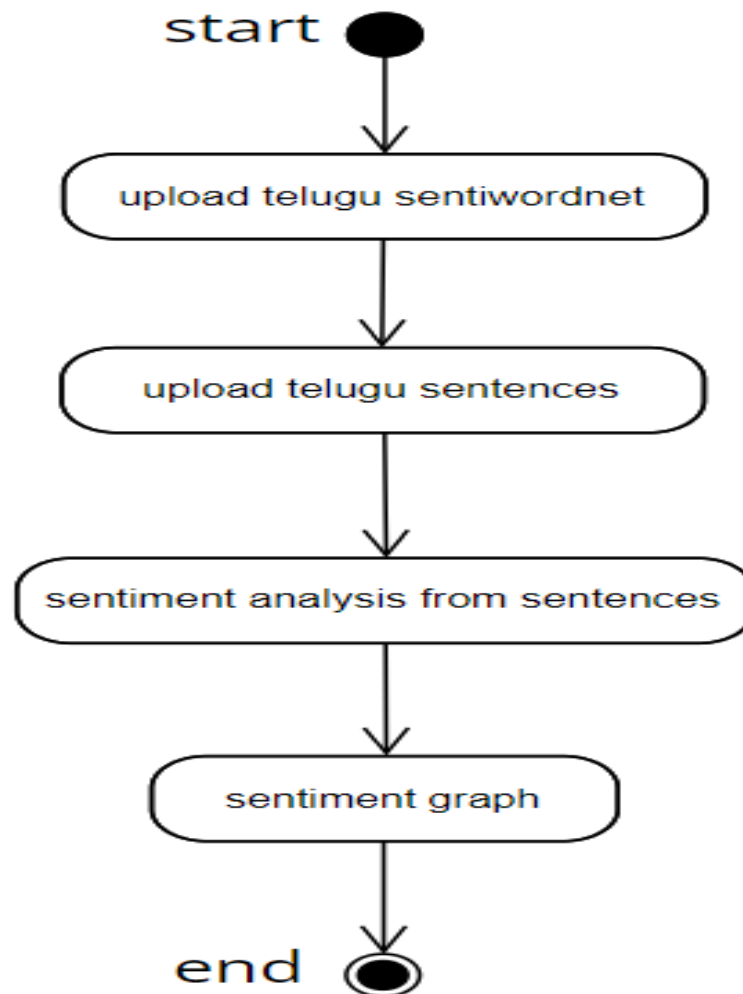 start
upload telugu sentiwordnet
upload telugu sentences
sentiment analysis from sentences
sentiment graph
end